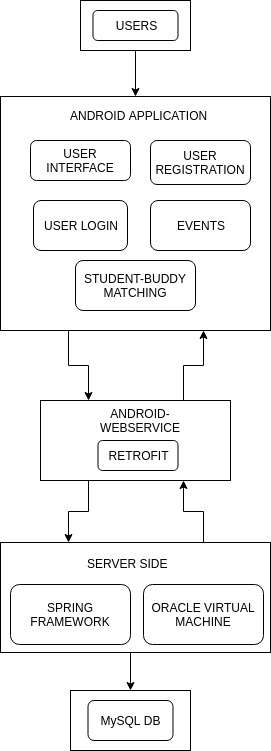 USERS
ANDROID APPLICATION
USER
INTERFACE
USER
REGISTRATION
USER LOGIN
EVENTS
STUDENT-BUDDY
MATCHING
ANDROID-
WEBSERVICE
RETROFIT
SERVER SIDE
SPRING
FRAMEWORK
ORACLE VIRTUAL
MACHINE
MySQL DB